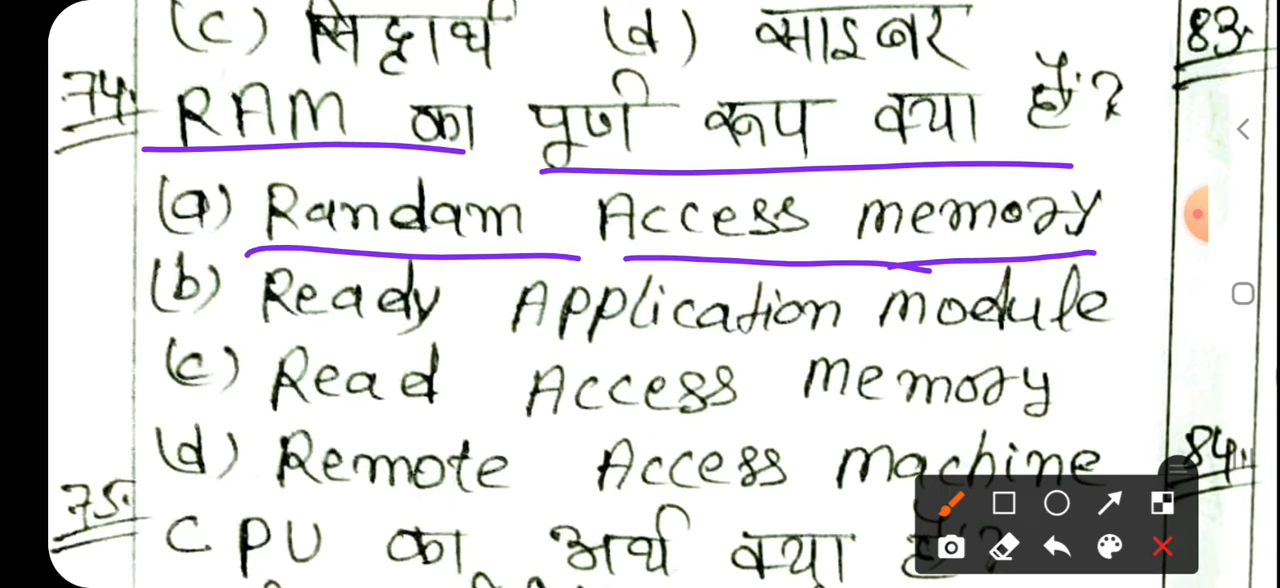 (c) सिद्धार्थ (d) साइबर
83.
74. RAM का पूर्ण रूप क्या है?
(a) Randam Access memory
(b) Ready Application module
(c) Read Access memory
(d) Remote Access machine
84.
75. CPU का अर्थ क्या है?